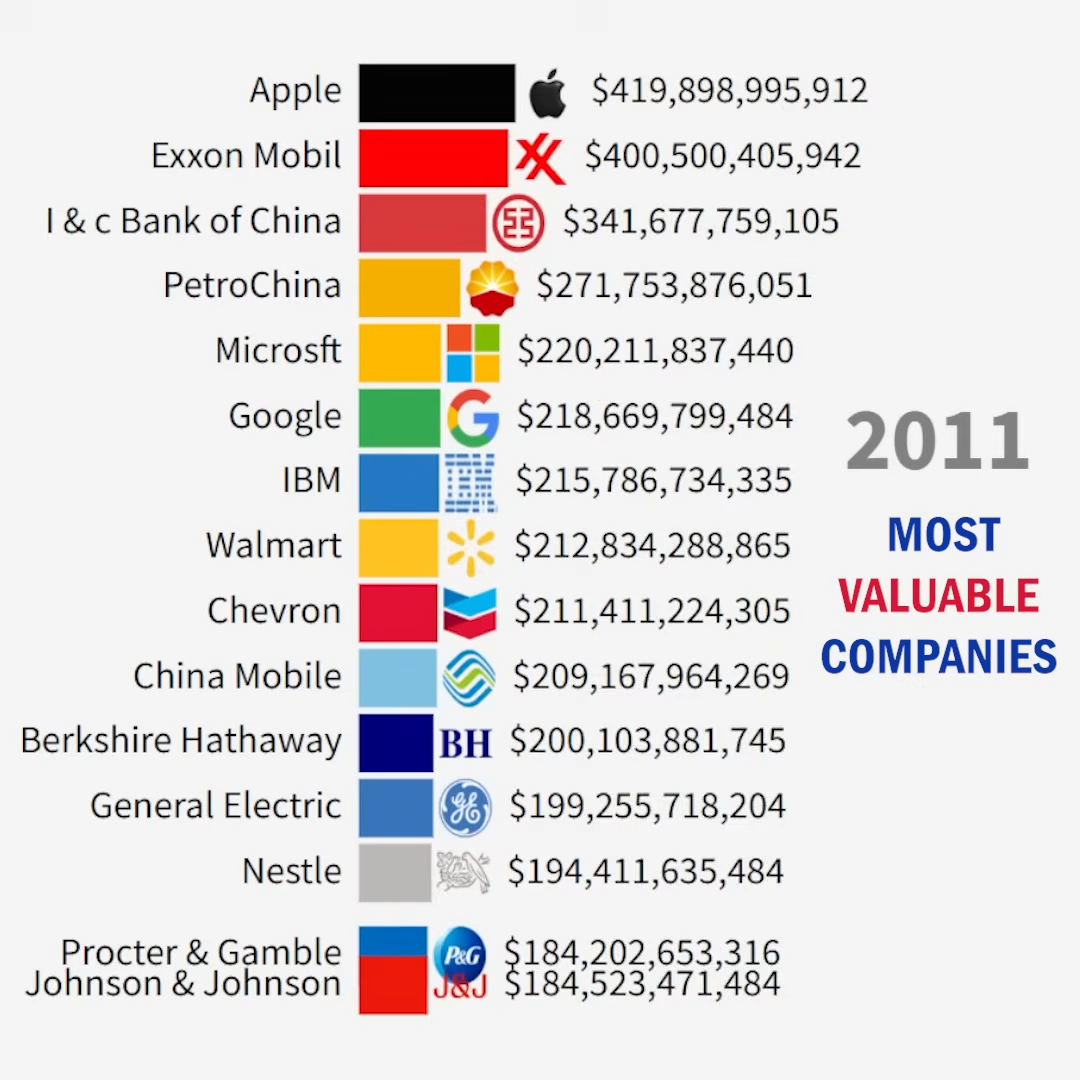 Apple $419,898,995,912
Exxon Mobil $400,500,405,942
I & c Bank of China $341,677,759,105
PetroChina $271,753,876,051
Microsft $220,211,837,440
Google G $218,669,799,484
IBM IBM $215,786,734,335
Walmart $212,834,288,865
Chevron $211,411,224,305
China Mobile $209,167,964,269
Berkshire Hathaway BH $200,103,881,745
General Electric GE $199,255,718,204
Nestle $194,411,635,484
Procter & Gamble P&G $184,202,653,316
Johnson & Johnson J&J $184,523,471,484
2011
MOST
VALUABLE
COMPANIES